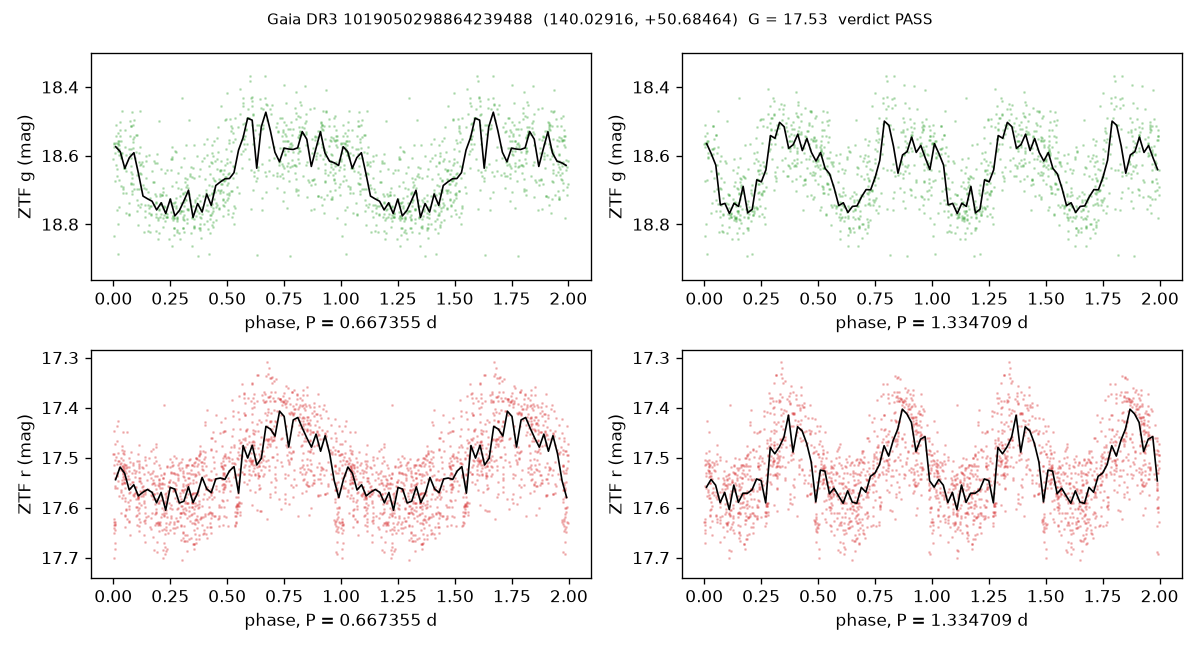 Gaia DR3 1019050298864239488 (140.02916, +50.68464) G = 17.53 verdict PASS
ZTF g (mag)
18.4
18.6
18.8
0.00 0.25 0.50 0.75 1.00 1.25 1.50 1.75 2.00
phase, P = 0.667355 d
ZTF g (mag)
18.4
18.6
18.8
0.00 0.25 0.50 0.75 1.00 1.25 1.50 1.75 2.00
phase, P = 1.334709 d
ZTF r (mag)
17.3
17.4
17.5
17.6
17.7
0.00 0.25 0.50 0.75 1.00 1.25 1.50 1.75 2.00
phase, P = 0.667355 d
ZTF r (mag)
17.3
17.4
17.5
17.6
17.7
0.00 0.25 0.50 0.75 1.00 1.25 1.50 1.75 2.00
phase, P = 1.334709 d